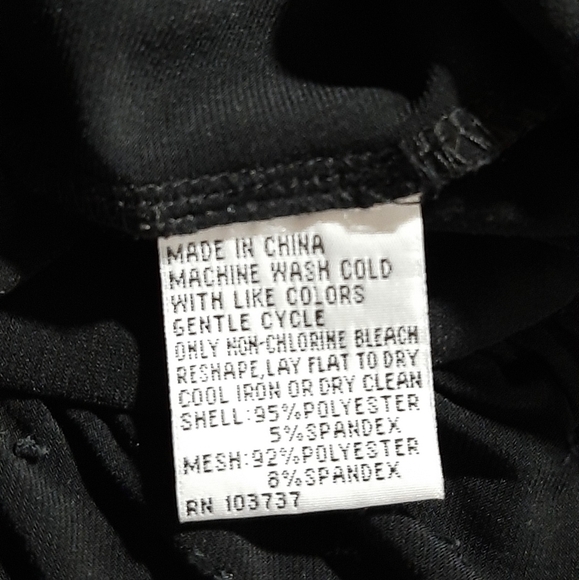 MADE IN CHINA
MACHINE WASH COLD
WITH LIKE COLORS
GENTLE CYCLE
ONLY NON-CHLORINE BLEACH
RESHAPE,LAY FLAT TO DRY
COOL IRON OR DRY CLEAN
SHELL:95%POLYESTER
5%SPANDEX
MESH:92%POLYESTER
8%SPANDEX
RN 103737